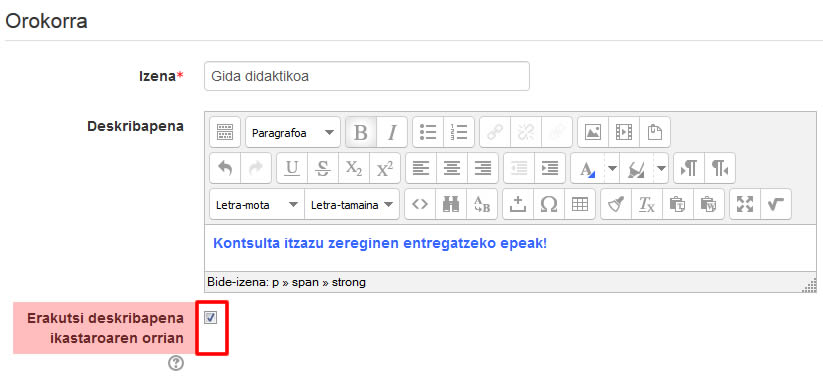 Orokorra
Izena*
Gida didaktikoa
Deskribapena
Paragrafoa
Letra-mota
Letra-tamaina
Kontsulta itzazu zereginen entregatzeko epeak!
Bide-izena: p » span » strong
Erakutsi deskribapena
ikastaroaren orrian